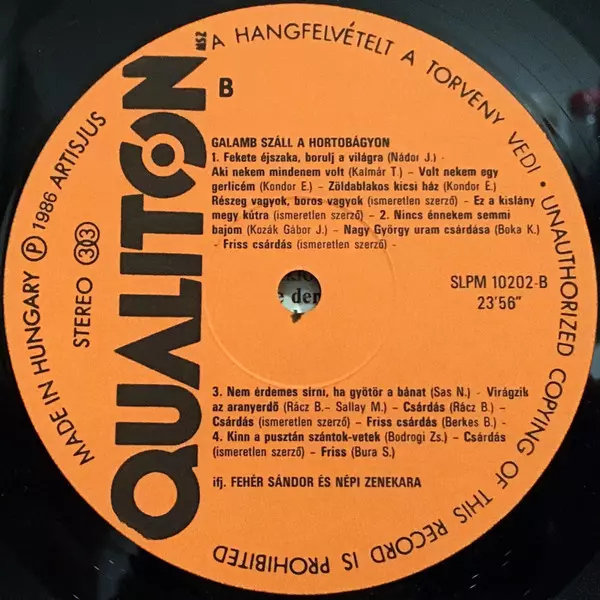 A HANGFELVÉTELT A TÖRVÉNY VÉDI · UNAUTHORIZED COPYING OF THIS RECORD IS PROHIBITED
MADE IN HUNGARY Ⓟ 1986 ARTISJUS
STEREO 33
QUALITON
MSZ
B
GALAMB SZÁLL A HORTOBÁGYON
1. Fekete éjszaka, borulj a világra (Nádor J.) -
Aki nekem mindenem volt (Kalmár T.) – Volt nekem egy
gerlicém (Kondor E.) – Zöldablakos kicsi ház (Kondor E.)
Részeg vagyok, boros vagyok (ismeretlen szerző) – Ez a kislány
megy kútra (ismeretlen szerző) – 2. Nincs énnekem semmi
bajom (Kozák Gábor J.) – Nagy György uram csárdása (Boka K.)
- Friss csárdás (ismeretlen szerző) -
SLPM 10202-B
23'56"
3. Nem érdemes sírni, ha gyötör a bánat (Sas N.) - Virágzik
az aranyerdő (Rácz B.– Sallay M.) – Csárdás (Rácz B.) –
Csárdás (ismeretlen szerző) – Friss csárdás (Berkes B.) –
4. Kinn a pusztán szántok-vetek (Bodrogi Zs.) – Csárdás
(ismeretlen szerző) – Friss (Bura S.)
ifj. FEHÉR SÁNDOR ÉS NÉPI ZENEKARA